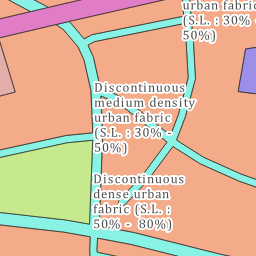 urban fabric
(S.L. : 30% -
50%)
Discontinuous
medium density
urban fabric
(S.L. : 30% -
50%)
Discontinuous
dense urban
fabric (S.L. :
50% - 80%)